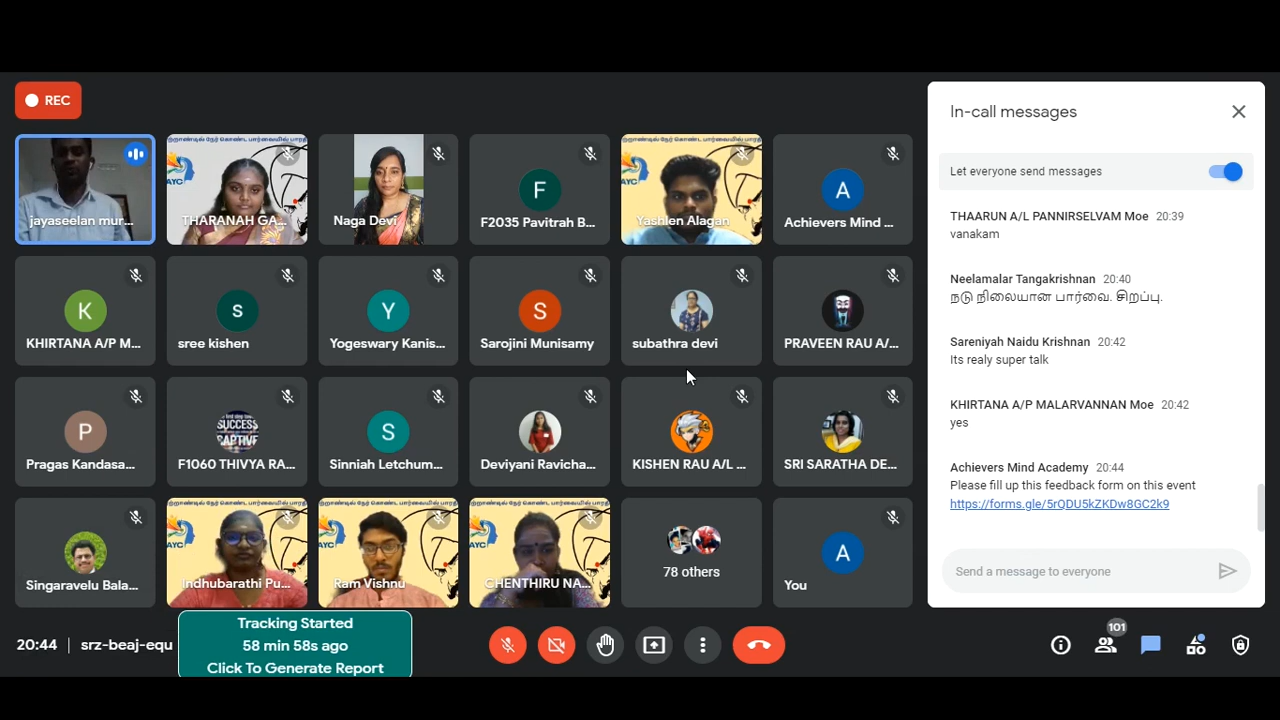 REC
jayaseelan mur...
THARANAH GA...
Naga Devi
F
F2035 Pavitrah B...
Yashlen Alagan
A
Achievers Mind ...
K
KHIRTANA A/P M...
s
sree kishen
Y
Yogeswary Kanis...
S
Sarojini Munisamy
subathra devi
PRAVEEN RAU A/...
P
Pragas Kandasa...
SUCCESS
CAPTIVE
F1060 THIVYA RA...
S
Sinniah Letchum...
Deviyani Ravicha...
KISHEN RAU A/L ...
SRI SARATHA DE...
Singaravelu Bala...
Indhubarathi Pu...
Ram Vishnu
CHENTHIRU NA...
78 others
A
You
In-call messages
Let everyone send messages
THAARUN A/L PANNIRSELVAM Moe 20:39
vanakam
Neelamalar Tangakrishnan 20:40
நடு நிலையான பார்வை. சிறப்பு.
Sareniyah Naidu Krishnan 20:42
Its realy super talk
KHIRTANA A/P MALARVANNAN Moe 20:42
yes
Achievers Mind Academy 20:44
Please fill up this feedback form on this event
https://forms.gle/5rQDU5kZKDw8GC2k9
Send a message to everyone
20:44 | srz-beaj-equ
Tracking Started
58 min 58s ago
Click To Generate Report
101